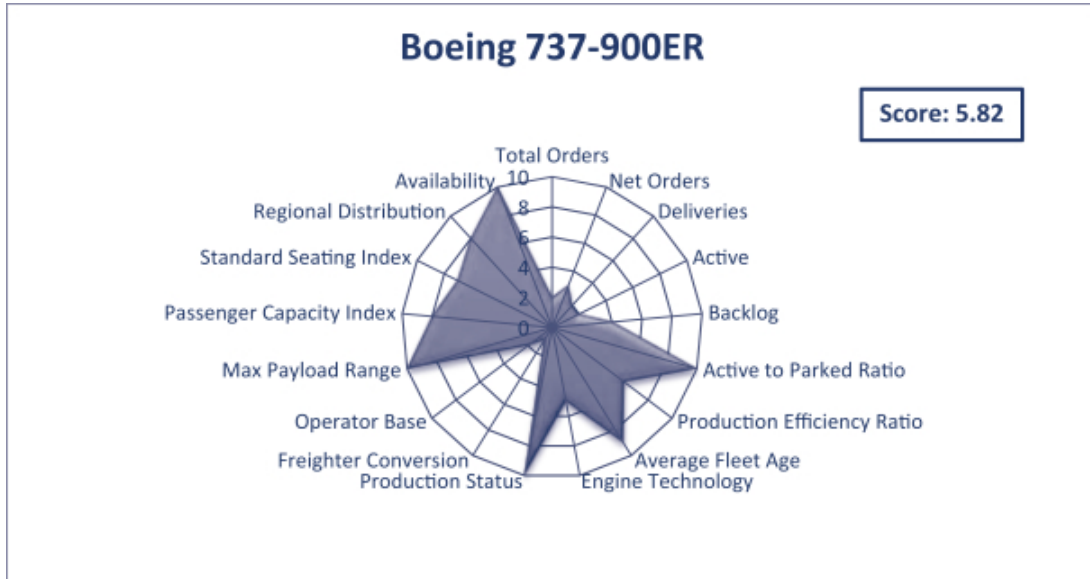 Boeing 737-900ER
Score: 5.82
Total Orders
10
Availability
Net Orders
Regional Distribution
8
Deliveries
6
Standard Seating Index
Active
4
2
Passenger Capacity Index
Backlog
0
Max Payload Range
Active to Parked Ratio
Operator Base
Production Efficiency Ratio
Freighter Conversion
Average Fleet Age
Production Status
Engine Technology